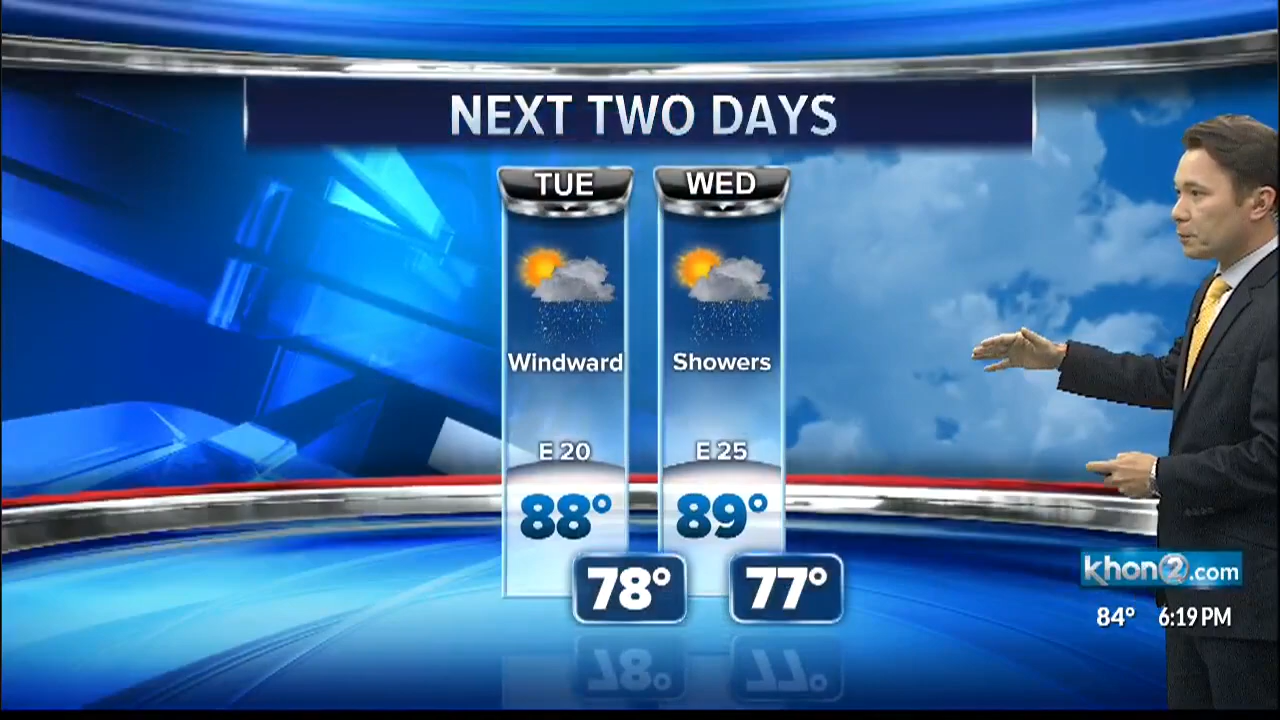 NEXT TWO DAYS
TUE
WED
Windward
Showers
E 20
E 25
88°
89°
78°
77°
khon2.com
84° 6:19 PM